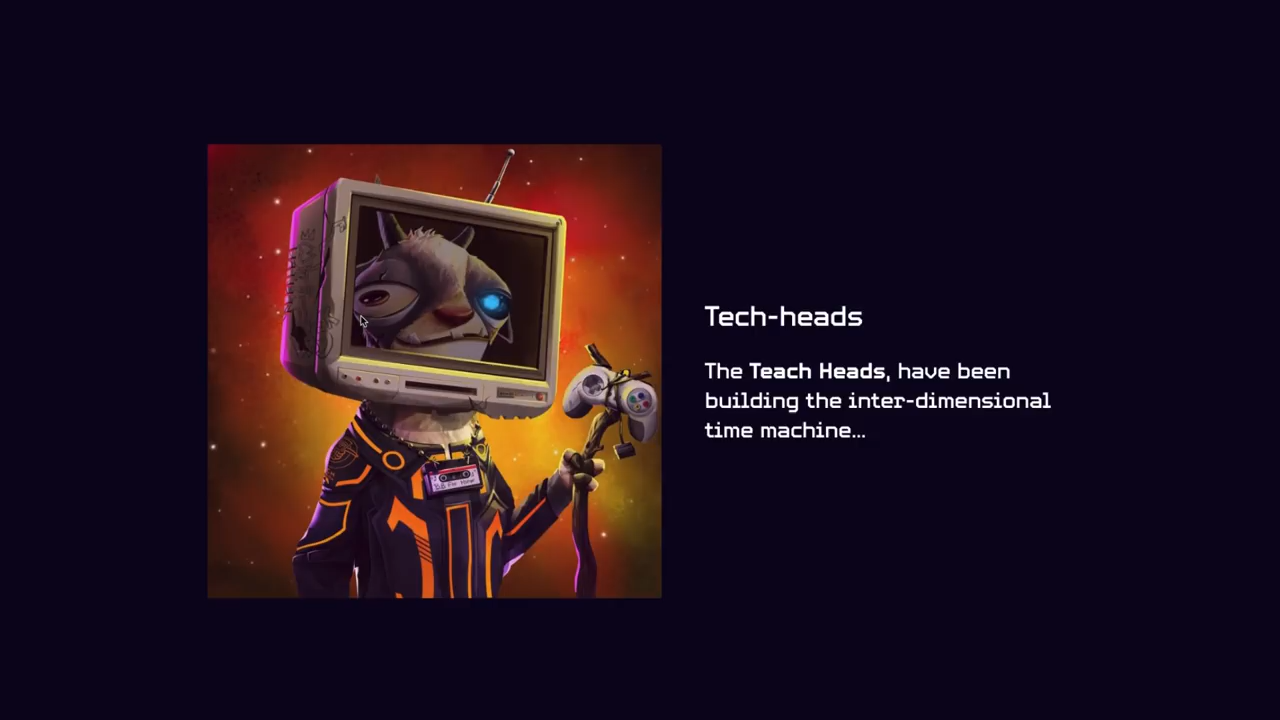 Tech-heads
The Teach Heads, have been
building the inter-dimensional
time machine...